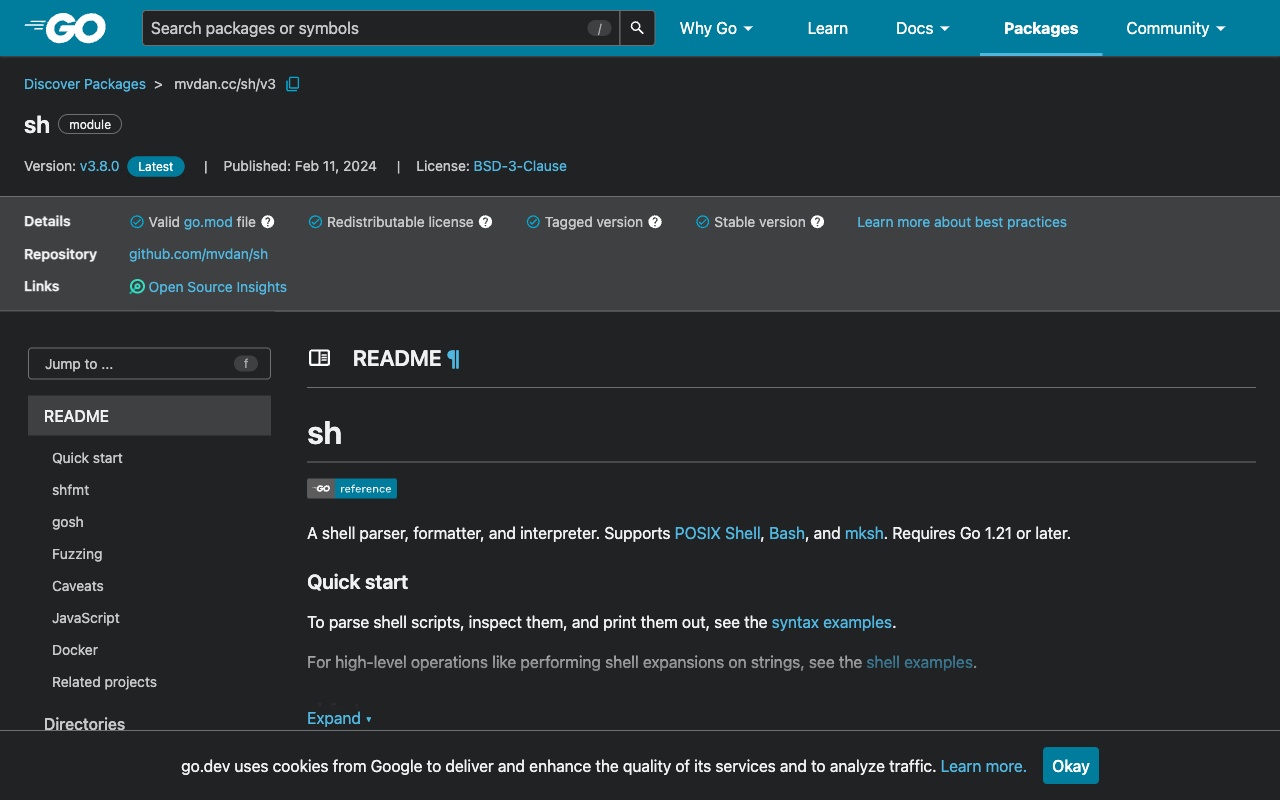 GO
Search packages or symbols
/
Why Go
Learn
Docs
Packages
Community
Discover Packages > mvdan.cc/sh/v3
sh module
Version: v3.8.0 Latest | Published: Feb 11, 2024 | License: BSD-3-Clause
Details Valid go.mod file ? Redistributable license ? Tagged version ? Stable version ? Learn more about best practices
Repository github.com/mvdan/sh
Links Open Source Insights
Jump to ... f
README
Quick start
shfmt
gosh
Fuzzing
Caveats
JavaScript
Docker
Related projects
Directories
README ¶
sh
GO reference
A shell parser, formatter, and interpreter. Supports POSIX Shell, Bash, and mksh. Requires Go 1.21 or later.
Quick start
To parse shell scripts, inspect them, and print them out, see the syntax examples.
For high-level operations like performing shell expansions on strings, see the shell examples.
Expand ▾
go.dev uses cookies from Google to deliver and enhance the quality of its services and to analyze traffic. Learn more. Okay